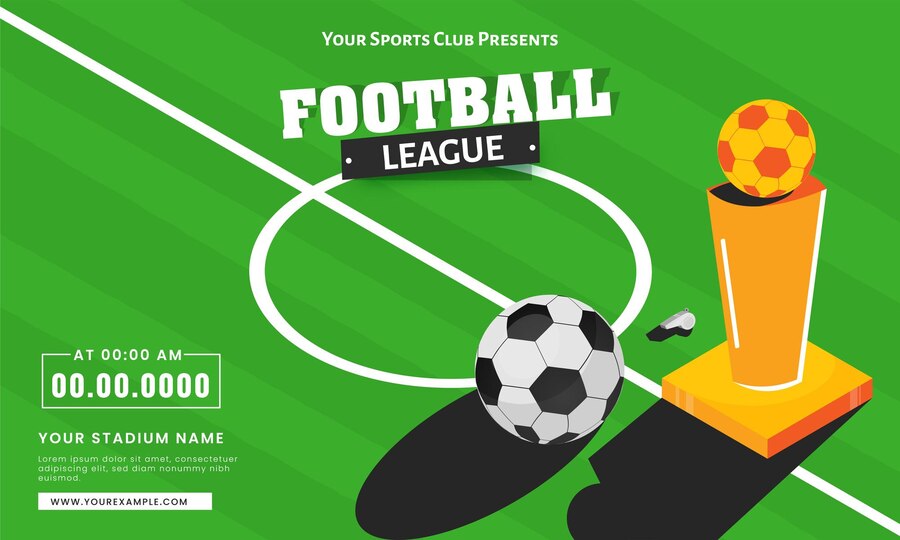 Your Sports Club Presents
FOOTBALL
LEAGUE
AT 00:00 AM
00.00.0000
YOUR STADIUM NAME
Lorem ipsum dolor sit amet, consectetuer
adipiscing elit, sed diam nonummy nibh
euismod.
WWW.YOUREXAMPLE.COM